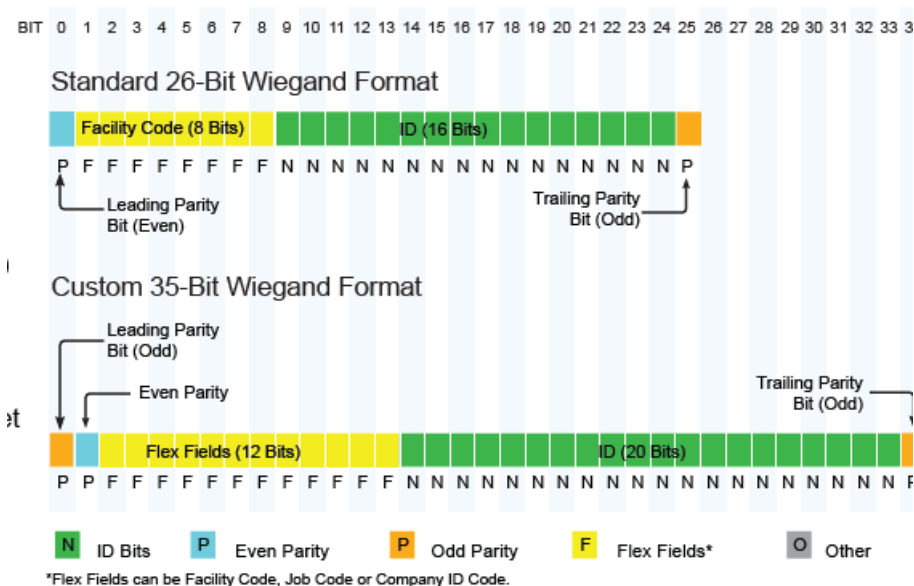 BIT 0 1 2 3 4 5 6 7 8 9 10 11 12 13 14 15 16 17 18 19 20 21 22 23 24 25 26 27 28 29 30 31 32 33
Standard 26-Bit Wiegand Format
Facility Code (8 Bits) ID (16 Bits)
P F F F F F F F F N N N N N N N N N N N N N N N N P
Leading Parity
Bit (Even)
Trailing Parity
Bit (Odd)
Custom 35-Bit Wiegand Format
Leading Parity
Bit (Odd)
Even Parity
Trailing Parity
Bit (Odd)
Flex Fields (12 Bits) ID (20 Bits)
P P F F F F F F F F F F F F N N N N N N N N N N N N N N N N N N N N P
N ID Bits P Even Parity P Odd Parity F Flex Fields* O Other
*Flex Fields can be Facility Code, Job Code or Company ID Code.